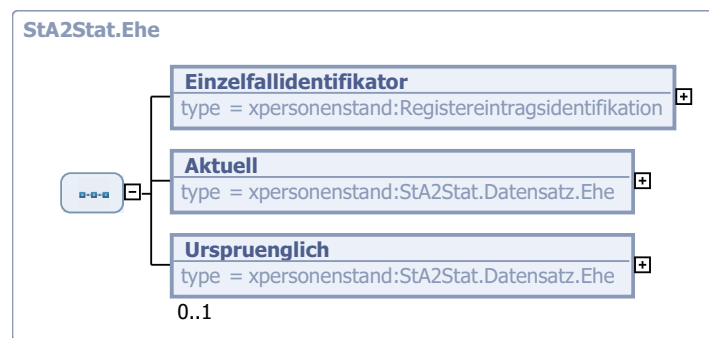 StA2Stat.Ehe
Einzelfallidentifikator
type = xpersonenstand:Registereintragsidentifikation
Aktuell
type = xpersonenstand:StA2Stat.Datensatz.Ehe
Urspruenglich
type = xpersonenstand:StA2Stat.Datensatz.Ehe
0..1